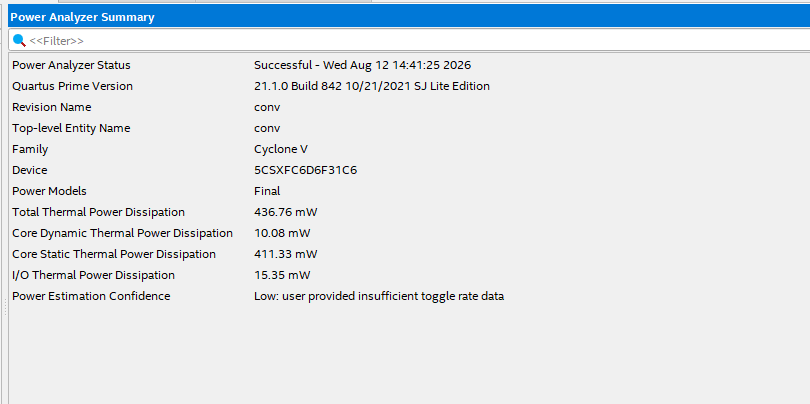 Power Analyzer Summary
<<Filter>>
Power Analyzer Status Successful - Wed Aug 12 14:41:25 2026
Quartus Prime Version 21.1.0 Build 842 10/21/2021 SJ Lite Edition
Revision Name conv
Top-level Entity Name conv
Family Cyclone V
Device 5CSXFC6D6F31C6
Power Models Final
Total Thermal Power Dissipation 436.76 mW
Core Dynamic Thermal Power Dissipation 10.08 mW
Core Static Thermal Power Dissipation 411.33 mW
I/O Thermal Power Dissipation 15.35 mW
Power Estimation Confidence Low: user provided insufficient toggle rate data